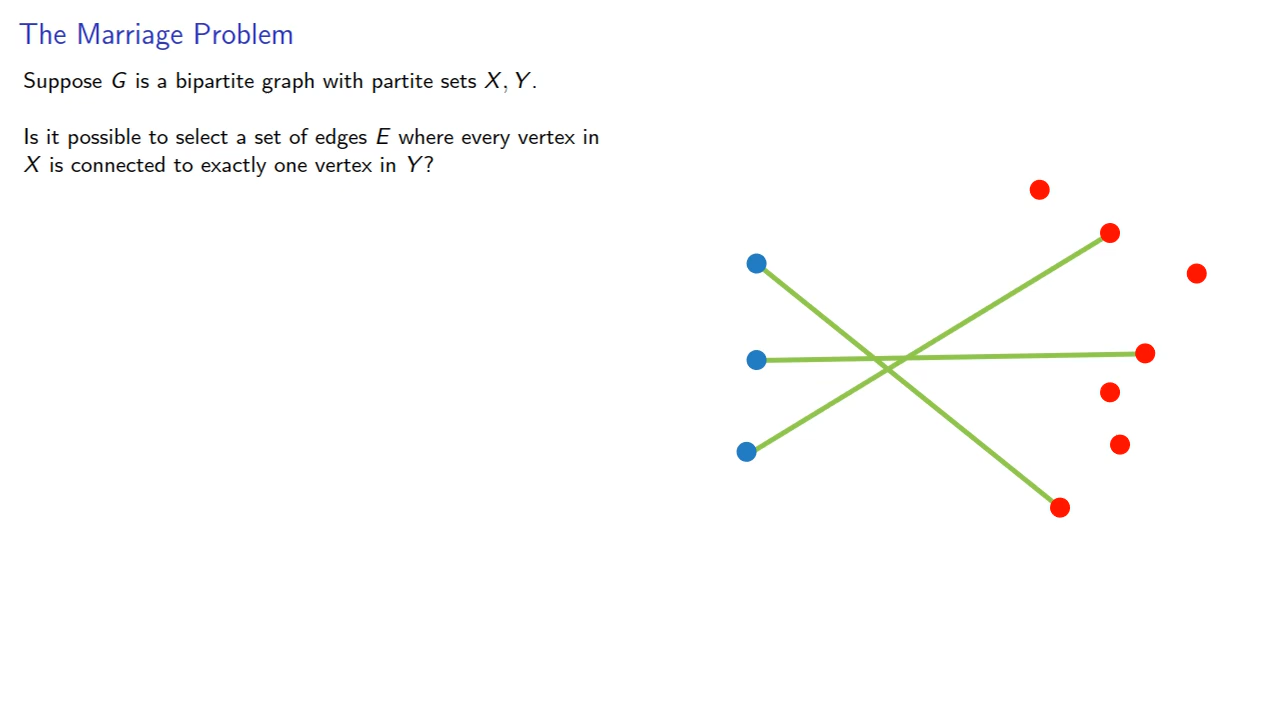 The Marriage Problem
Suppose G is a bipartite graph with partite sets X, Y.
Is it possible to select a set of edges E where every vertex in
X is connected to exactly one vertex in Y?